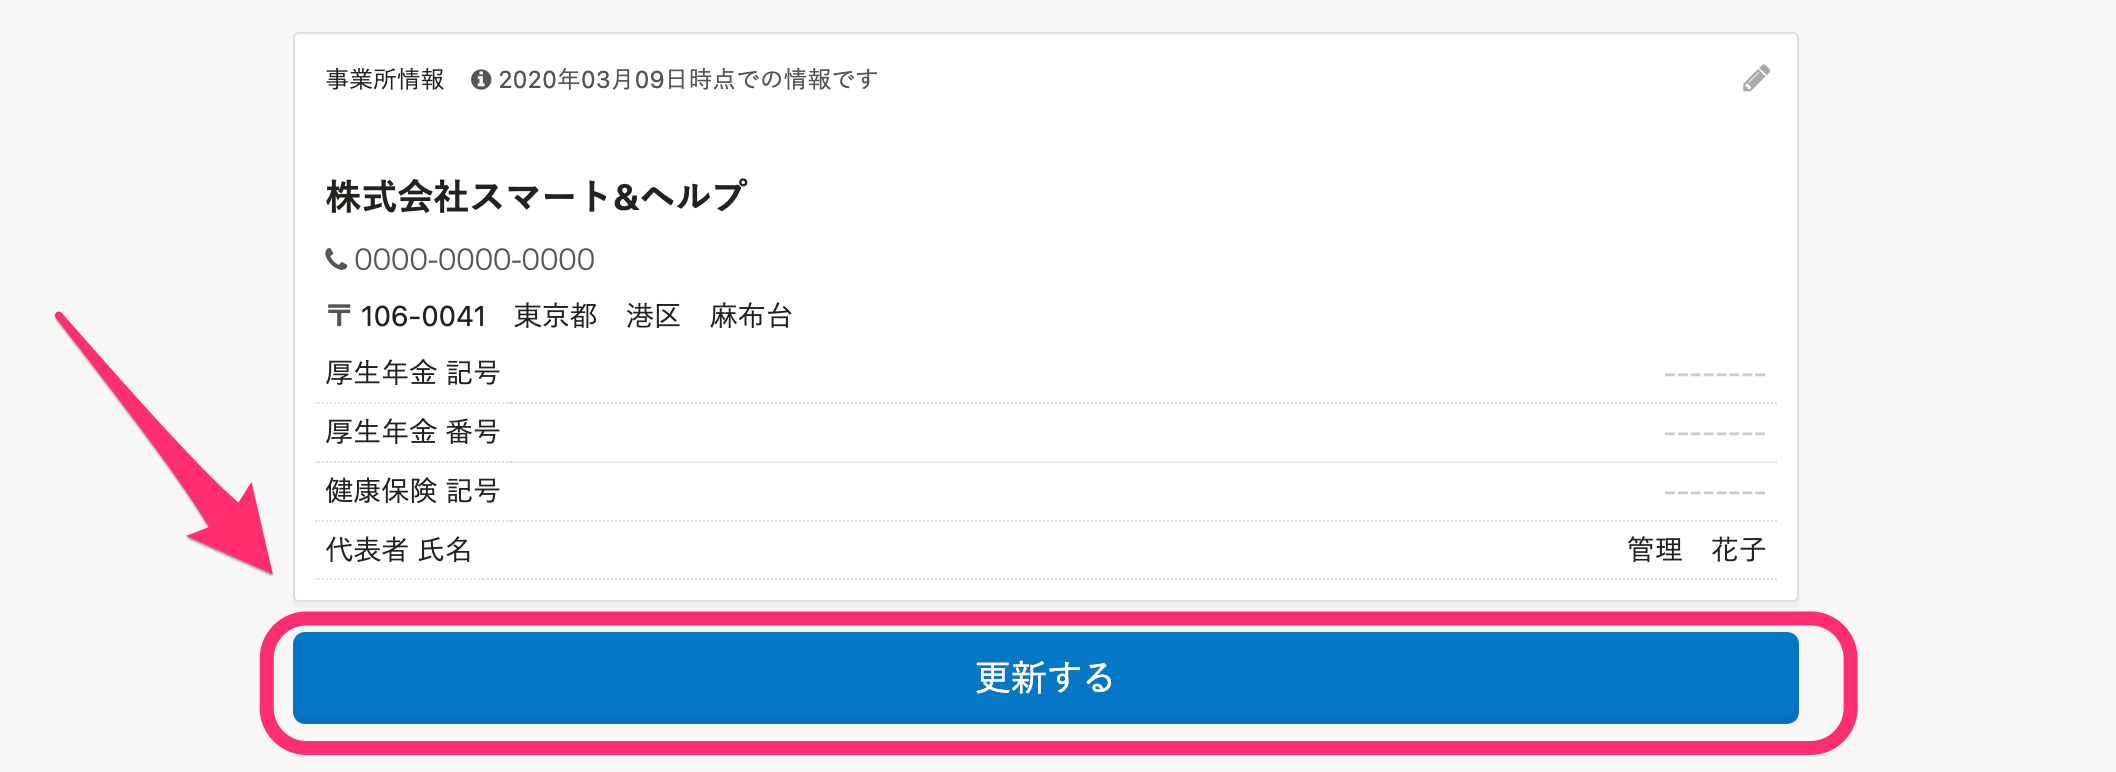 事業所情報 2020年03月09日時点での情報です
株式会社スマート&ヘルプ
0000-0000-0000
〒106-0041　東京都　港区　麻布台
厚生年金 記号 --------
厚生年金 番号 --------
健康保険 記号 --------
代表者 氏名 管理　花子
更新する